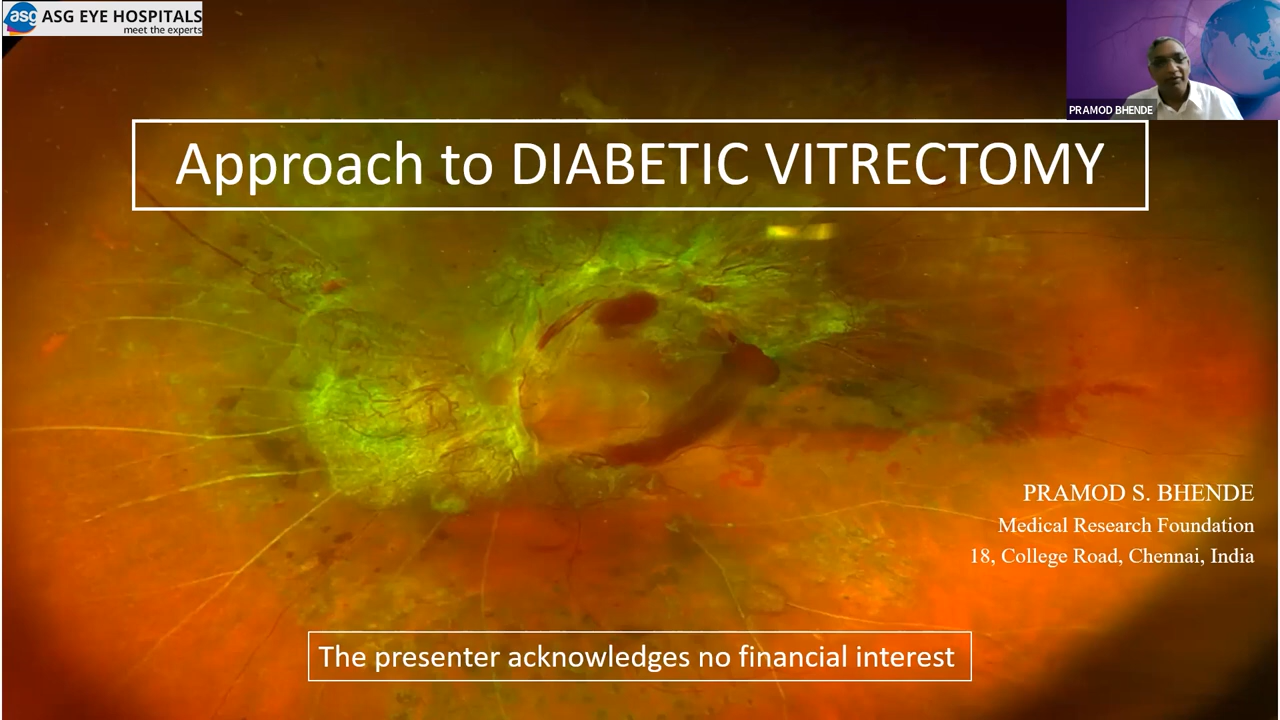 asg ASG EYE HOSPITALS
meet the experts
PRAMOD BHENDE
Approach to DIABETIC VITRECTOMY
PRAMOD S. BHENDE
Medical Research Foundation
18, College Road, Chennai, India
The presenter acknowledges no financial interest